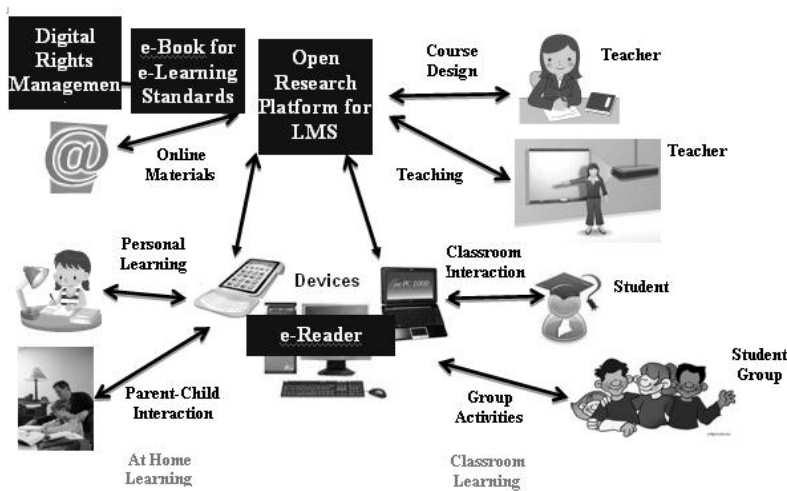 Digital
Rights
Managemen
e-Book for
e-Learning
Standards
Open
Research
Platform for
LMS
Course
Design
Teacher
Online
Materials
Teaching
Teacher
Personal
Learning
Devices
Classroom
Interaction
Student
e-Reader
Parent-Child
Interaction
Group
Activities
Student
Group
At Home
Learning
Classroom
Learning